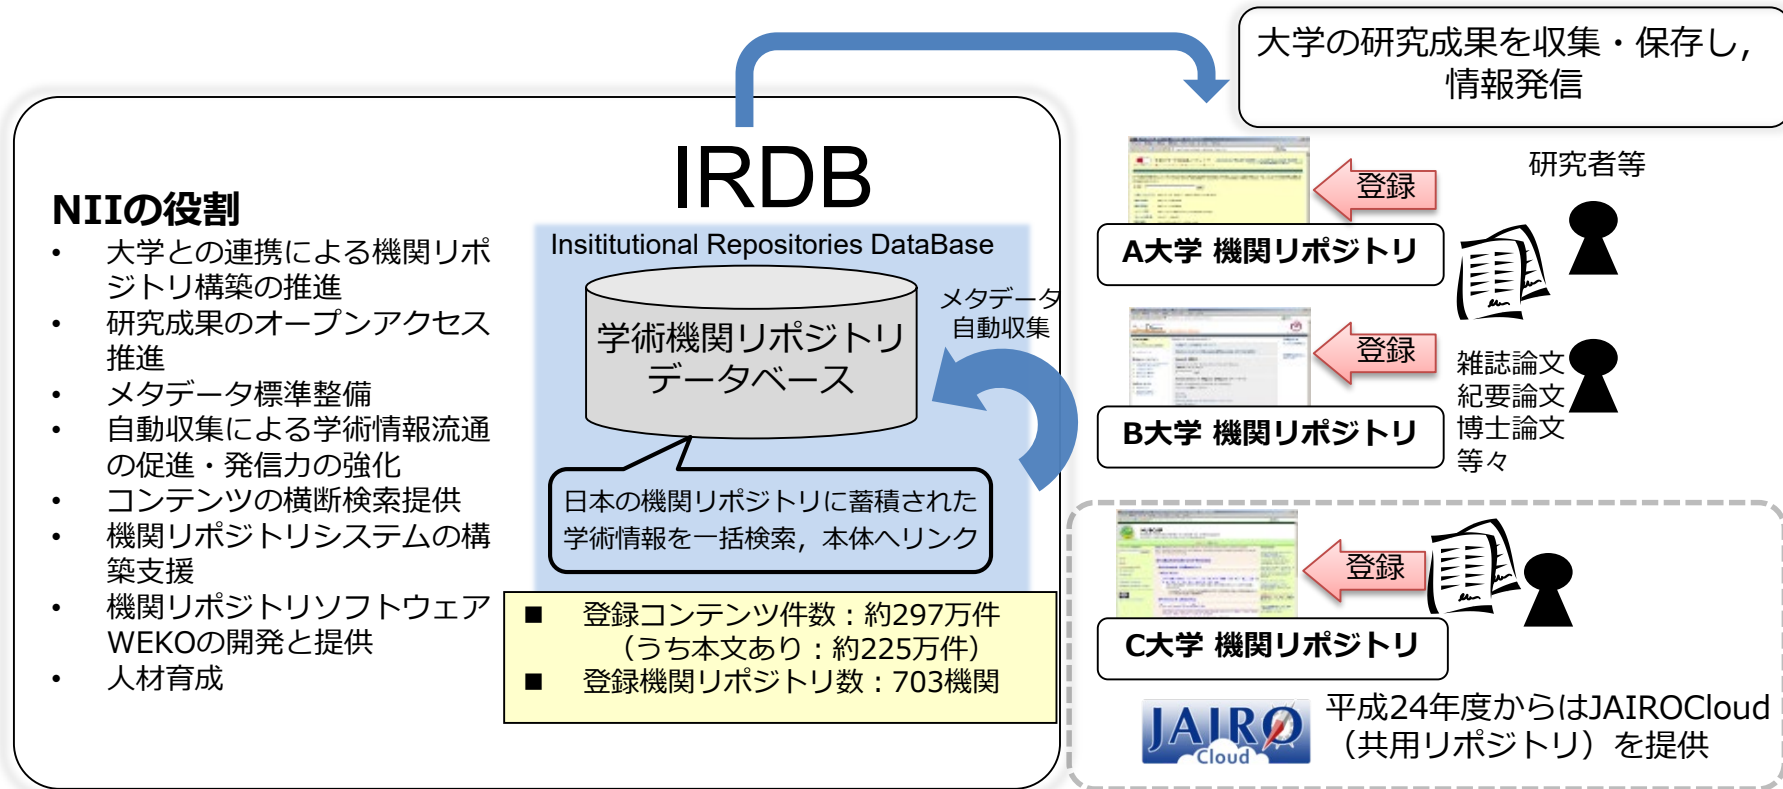 大学の研究成果を収集・保存し,
情報発信
IRDB
Insititutional Repositories DataBase
NIIの役割
• 大学との連携による機関リポ
ジトリ構築の推進
• 研究成果のオープンアクセス
推進
• メタデータ標準整備
• 自動収集による学術情報流通
の促進・発信力の強化
• コンテンツの横断検索提供
• 機関リポジトリシステムの構
築支援
• 機関リポジトリソフトウェア
WEKOの開発と提供
• 人材育成
学術機関リポジトリ
データベース
メタデータ
自動収集
日本の機関リポジトリに蓄積された
学術情報を一括検索, 本体へリンク
■ 登録コンテンツ件数：約297万件
（うち本文あり：約225万件）
■ 登録機関リポジトリ数：703機関
登録
研究者等
A大学 機関リポジトリ
登録
雑誌論文
紀要論文
博士論文
等々
B大学 機関リポジトリ
登録
C大学 機関リポジトリ
JAIRO
Cloud
平成24年度からはJAIROCloud
（共用リポジトリ）を提供